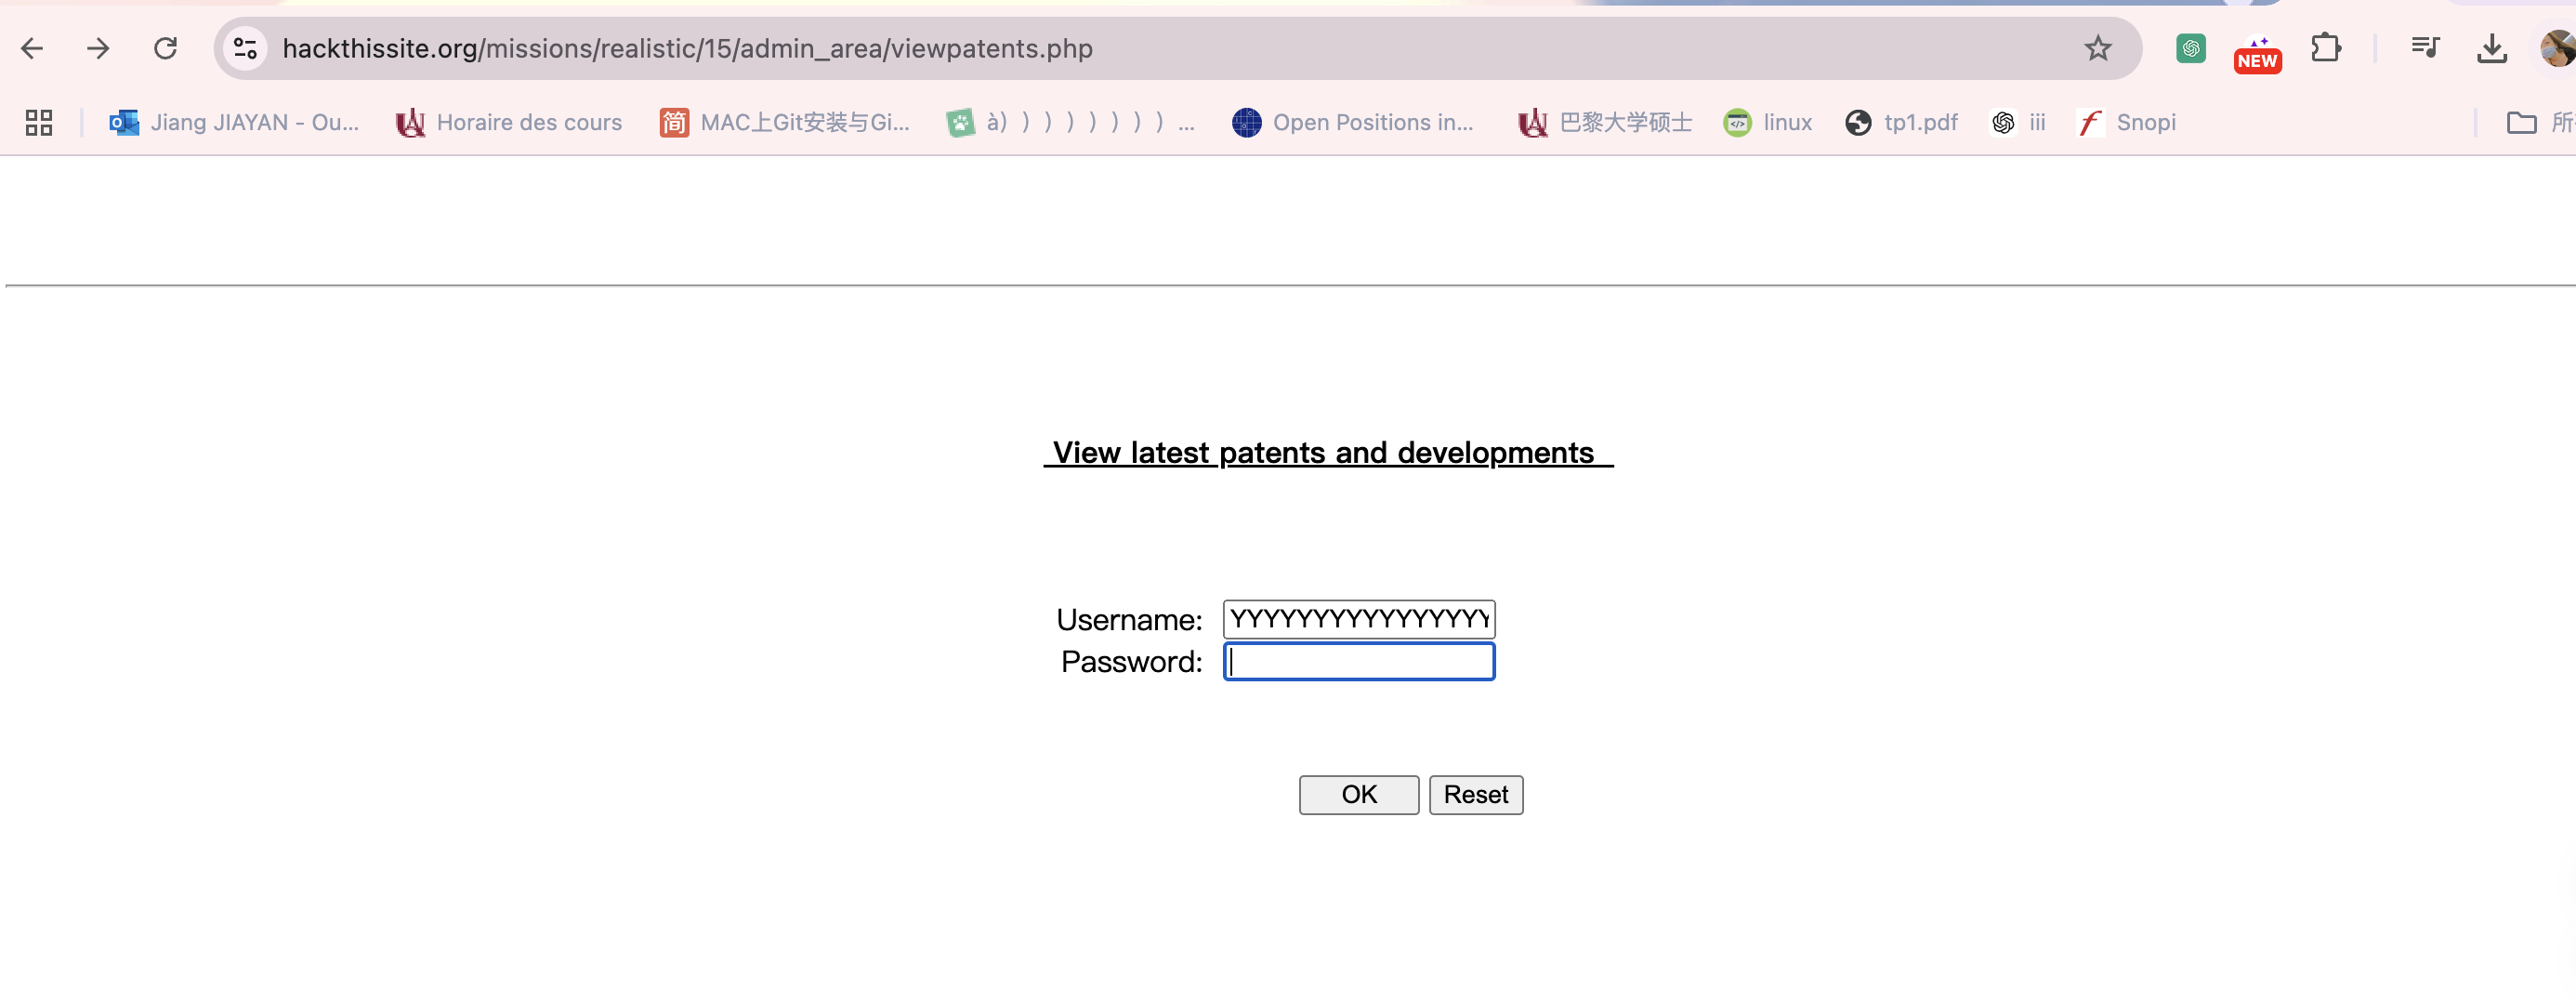 hackthissite.org/missions/realistic/15/admin_area/viewpatents.php
NEW
Jiang JIAYAN - Ou... Horaire des cours 简 MAC上Git安装与Gi... à) ) ) ) ) ) ) ) ... Open Positions in... 巴黎大学硕士 linux tp1.pdf iii Snopi 所
View latest patents and developments
Username: YYYYYYYYYYYYYYYY
Password:
OK Reset